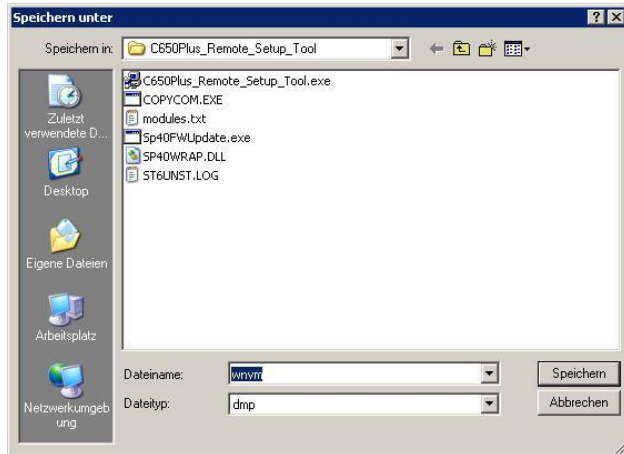 Speichern unter
Speichern in:
C650Plus_Remote_Setup_Tool
C650Plus_Remote_Setup_Tool.exe
COPYCOM.EXE
modules.txt
Sp40FWUpdate.exe
SP40WRAP.DLL
ST6UNST.LOG
Zuletzt
verwendete D...
Desktop
Eigene Dateien
Arbeitsplatz
Netzwerkumgeb
ung
Dateiname:
wnvm
Speichern
Dateityp:
dmp
Abbrechen